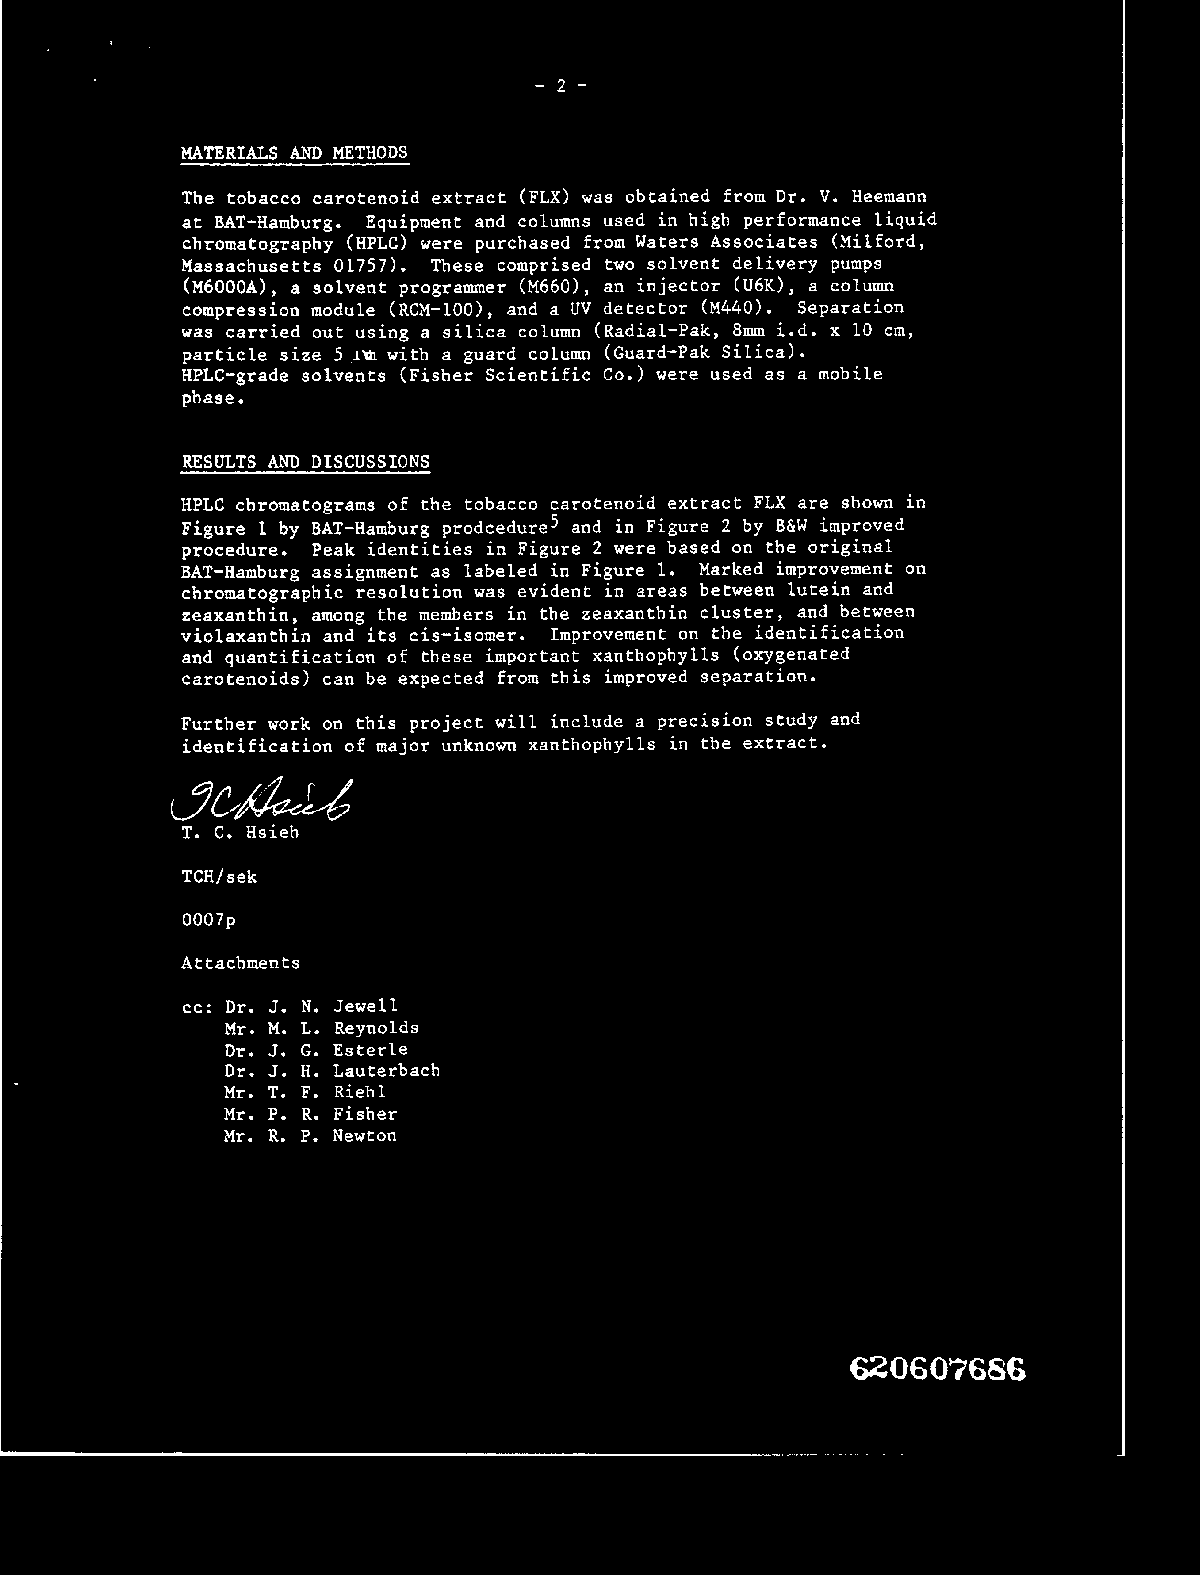 - 2 -
MATERIALS AND METHODS
The tobacco carotenoid extract (FLX) was obtained from Dr. V. Heemann
at BAT-Hamburg. Equipment and columns used in high performance liquid
chromatography (HPLC) were purchased from Waters Associates (Milford,
Massachusetts 01757). These comprised two solvent delivery pumps
(M6000A), a solvent programmer (M660), an injector (U6K), a column
compression module (RCM-100), and a UV detector (M440). Separation
was carried out using a silica column (Radial-Pak, 8mm i.d. x 10 cm,
particle size 5 with a guard column (Guard-Pak Silica).
HPLC-grade solvents (Fisher Scientific Co.) were used as a mobile
phase.
RESULTS AND DISCUSSIONS
HPLC chromatograms of the tobacco carotenoid extract FLX are shown in
Figure 1 by BAT-Hamburg prodcedure5 and in Figure 2 by B&W improved
procedure. Peak identities in Figure 2 were based on the original
BAT-Hamburg assignment as labeled in Figure 1. Marked improvement on
chromatographic resolution was evident in areas between lutein and
zeaxanthin, among the members in the zeaxanthin cluster, and between
violaxanthin and its cis-isomer. Improvement on the identification
and quantification of these important xanthophylls (oxygenated
carotenoids) can be expected from this improved separation.
Further work on this project will include a precision study and
identification of major unknown xanthophylls in the extract.
T C Hsieh
T. C. Hsieh
TCH/sek
0007p
Attachments
cc: Dr. J. N. Jewell
Mr. M. L. Reynolds
Dr. J. G. Esterle
Dr. J. H. Lauterbach
Mr. T. F. Riehl
Mr. P. R. Fisher
Mr. R. P. Newton
620607686